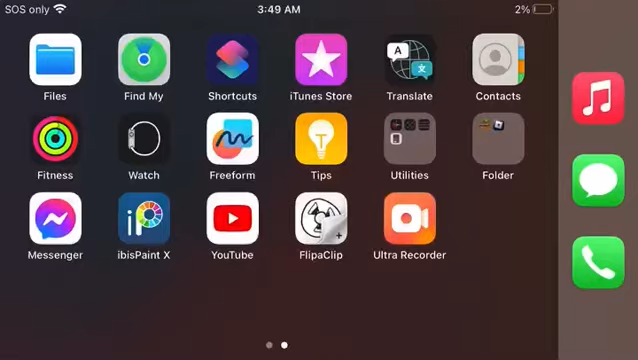 SOS only 3:49 AM 2%
Files Find My Shortcuts iTunes Store Translate Contacts
Fitness Watch Freeform Tips Utilities Folder
Messenger ibisPaint X YouTube FlipaClip Ultra Recorder